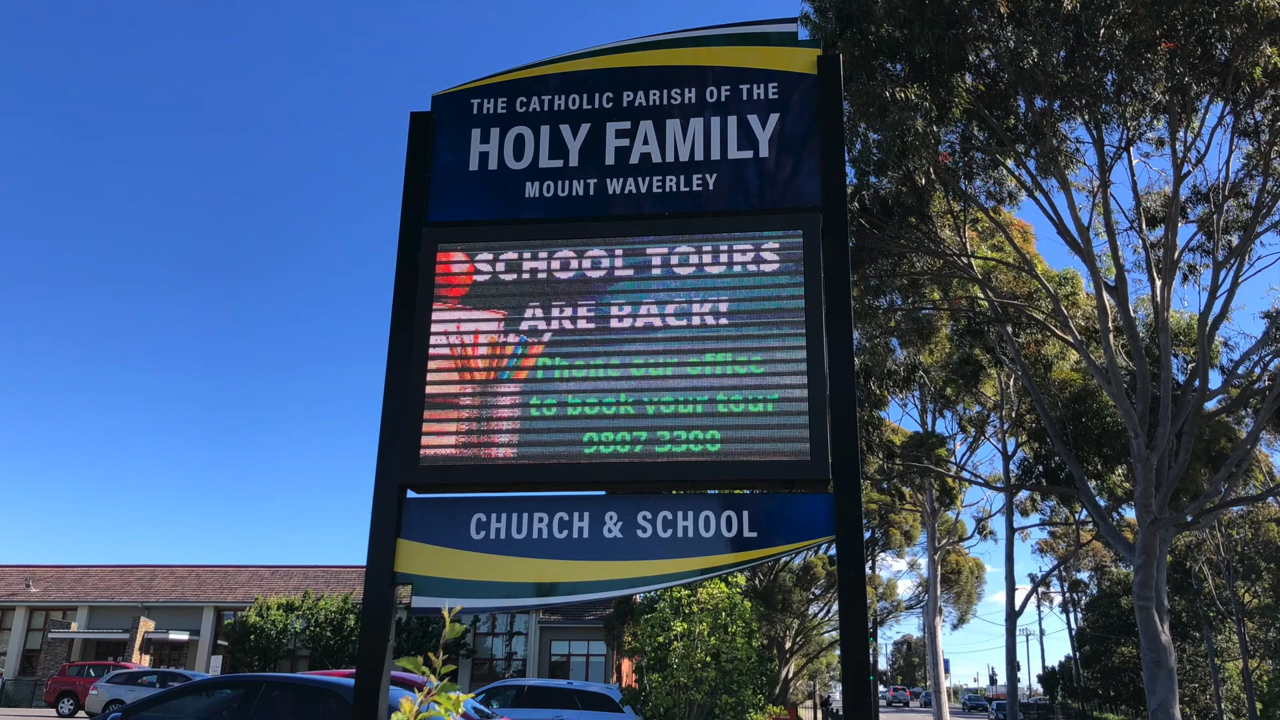 THE CATHOLIC PARISH OF THE
HOLY FAMILY
MOUNT WAVERLEY
SCHOOL TOURS
ARE BACK!
Phone our office
to book your tour
9807 3300
CHURCH & SCHOOL